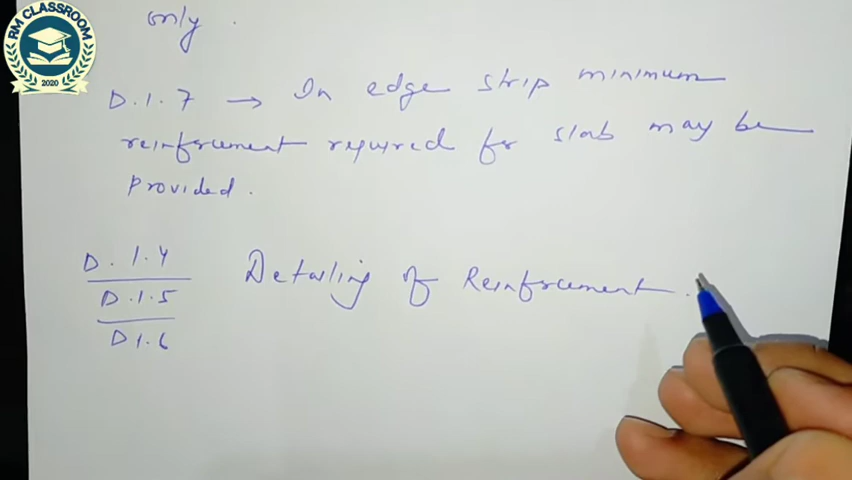 RM CLASSROOM
2020
only.
D.1.7 → In edge strip minimum
reinforcement required for slab may be
provided.
D.1.4
D.1.5
D1.6
Detailing of Reinforcement.